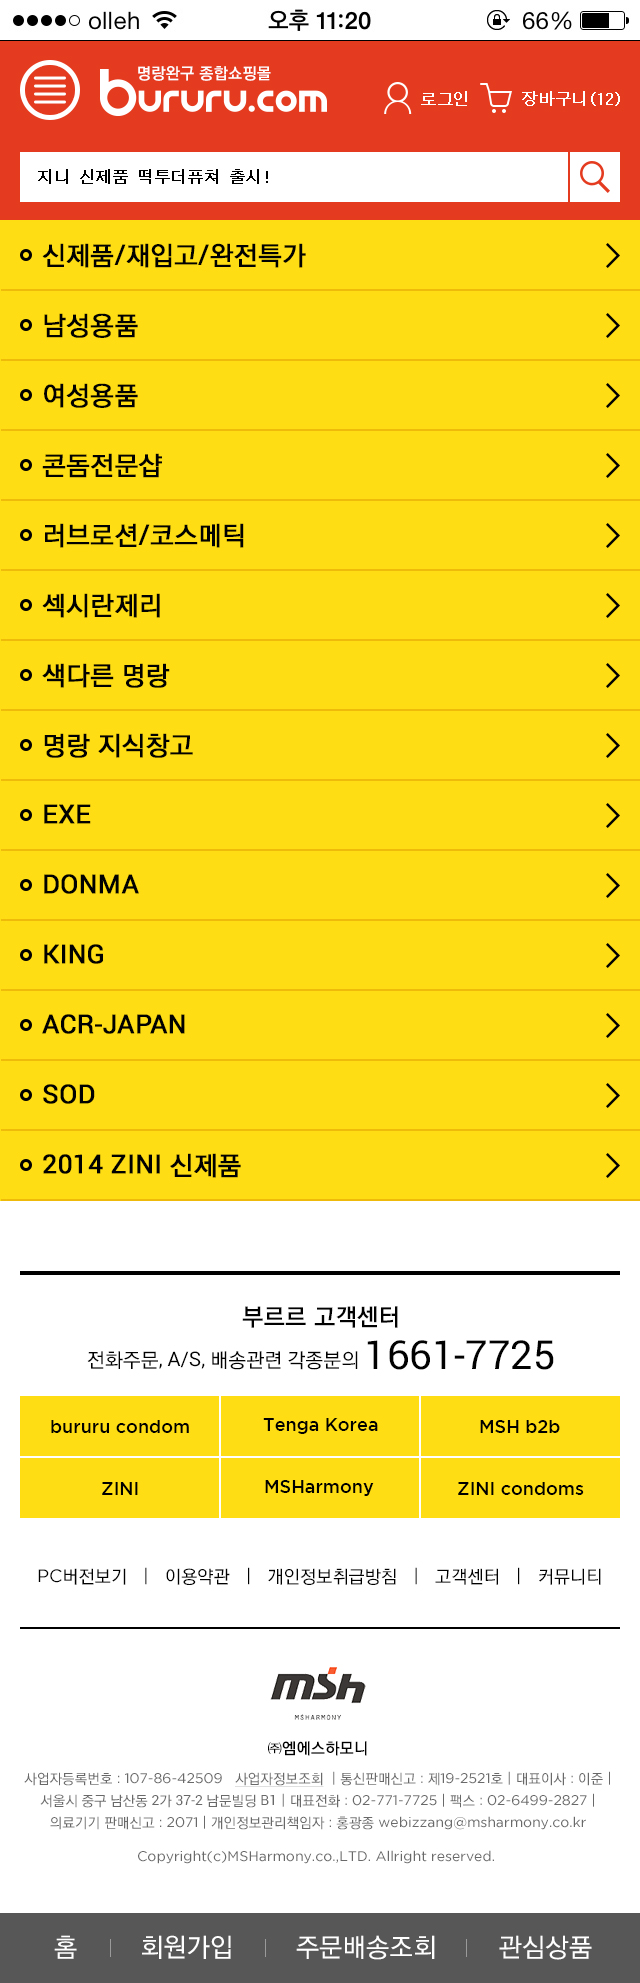 olleh 오후 11:20 66%
명랑완구 종합쇼핑몰
bururu.com
로그인 장바구니(12)
지니 신제품 떡투더퓨쳐 출시!
신제품/재입고/완전특가
남성용품
여성용품
콘돔전문샵
러브로션/코스메틱
섹시란제리
색다른 명랑
명랑 지식창고
EXE
DONMA
KING
ACR-JAPAN
SOD
2014 ZINI 신제품
부르르 고객센터
전화주문, A/S, 배송관련 각종분의 1661-7725
bururu condom Tenga Korea MSH b2b
ZINI MSHarmony ZINI condoms
PC버전보기 | 이용약관 | 개인정보취급방침 | 고객센터 | 커뮤니티
msh
MSHARMONY
㈜엠에스하모니
사업자등록번호 : 107-86-42509 사업자정보조회 | 통신판매신고 : 제19-2521호 | 대표이사 : 이준 |
서울시 중구 남산동 2가 37-2 남문빌딩 B1 | 대표전화 : 02-771-7725 | 팩스 : 02-6499-2827 |
의료기기 판매신고 : 2071 | 개인정보관리책임자 : 홍광종 webizzang@msharmony.co.kr
Copyright(c)MSHarmony.co.,LTD. Allright reserved.
홈 | 회원가입 | 주문배송조회 | 관심상품